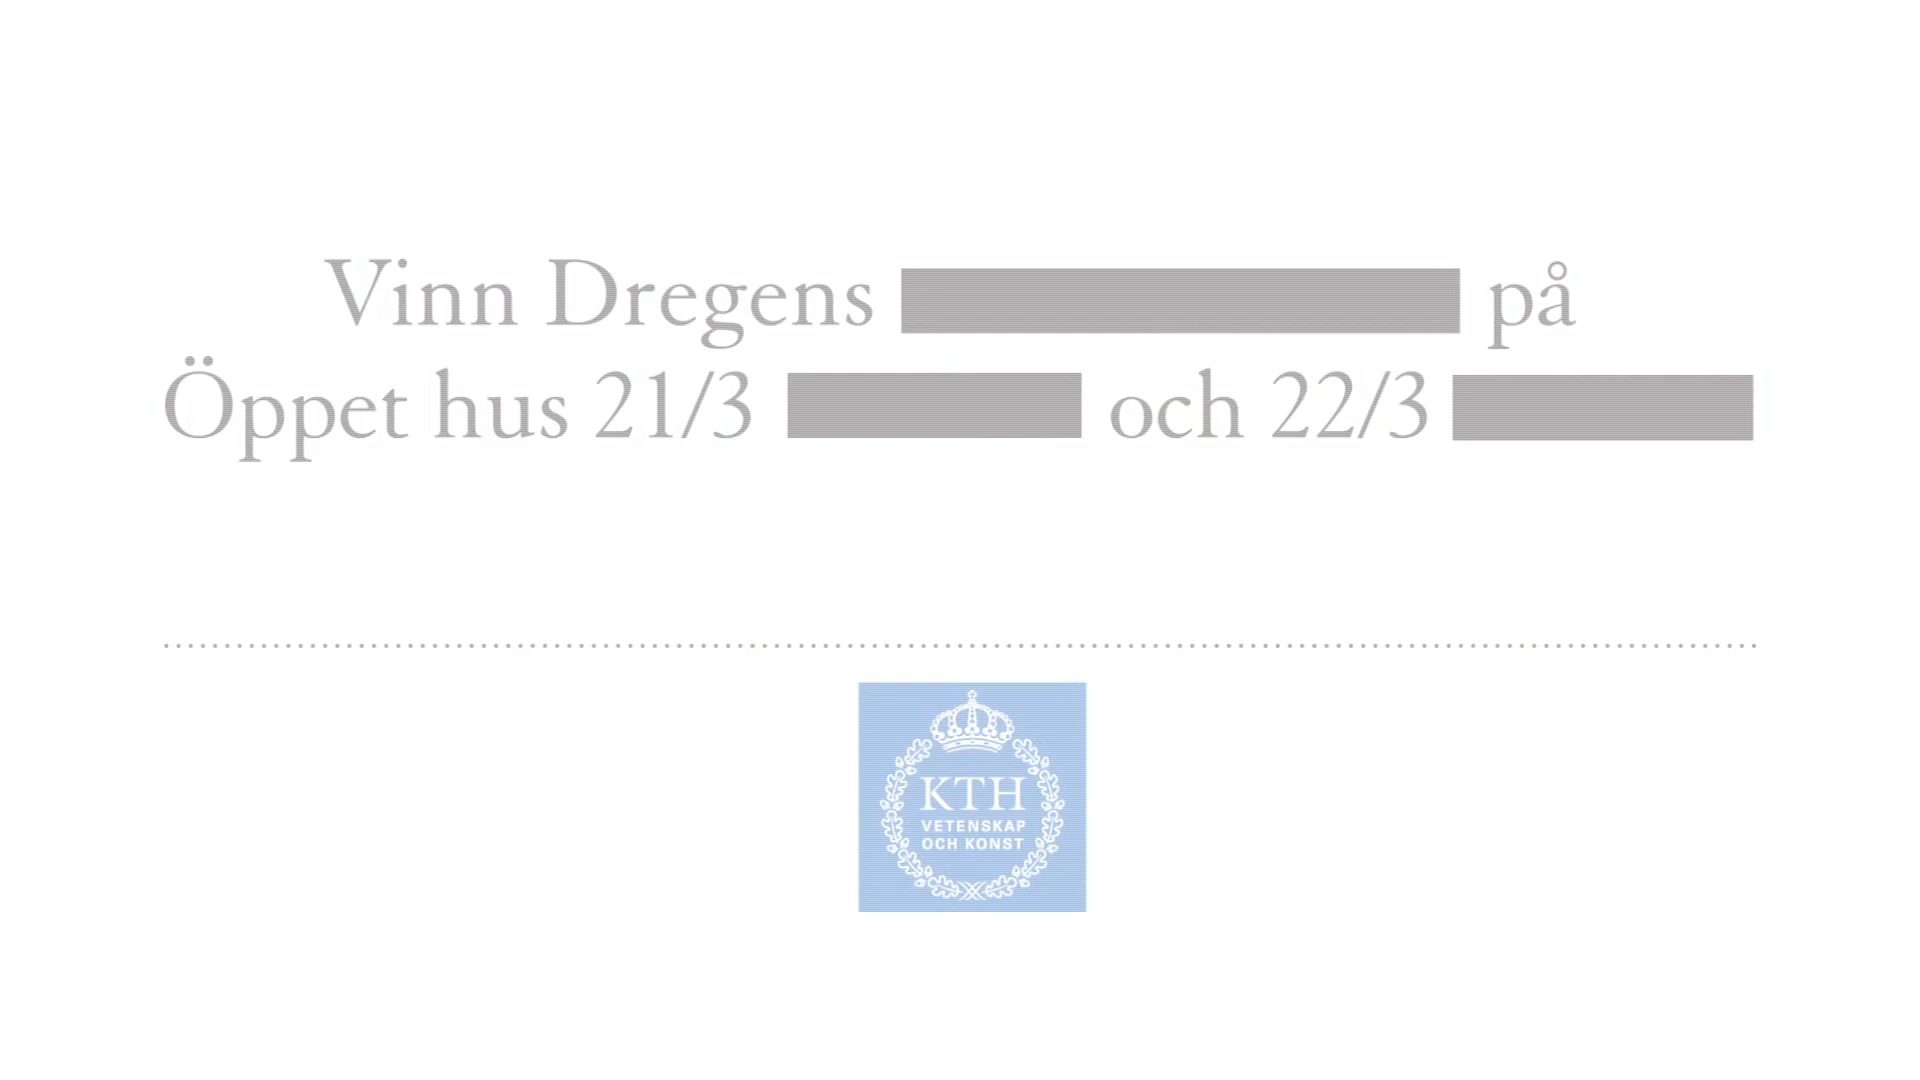 Vinn Dregens på
Öppet hus 21/3 och 22/3
KTH
VETENSKAP
OCH KONST